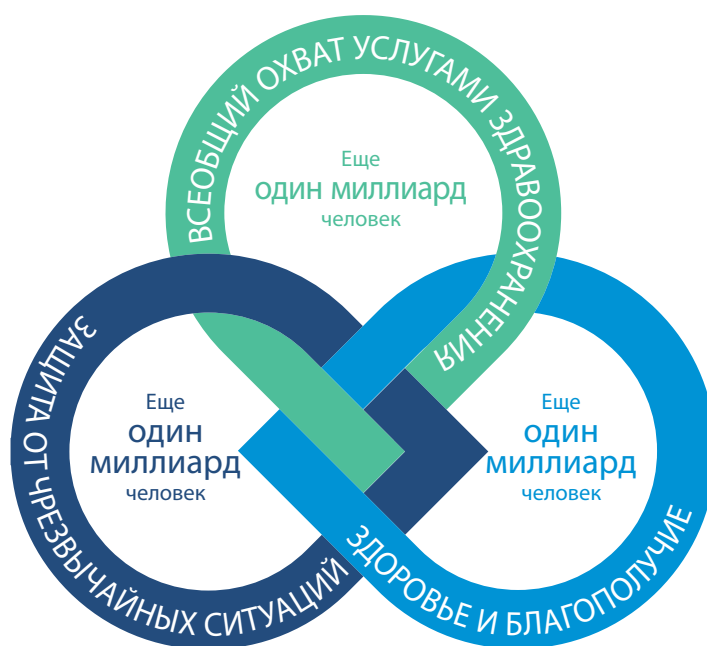 ВСЕОБЩИЙ ОХВАТ УСЛУГАМИ ЗДРАВООХРАНЕНИЯ
Еще
один миллиард
человек
ЗАЩИТА ОТ ЧРЕЗВЫЧАЙНЫХ СИТУАЦИЙ
Еще
один
миллиард
человек
Еще
один
миллиард
человек
ЗДОРОВЬЕ И БЛАГОПОЛУЧИЕ